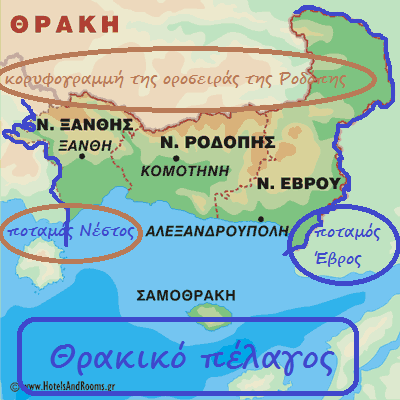 ΘΡΑΚΗ
κορυφογραμμή της οροσειράς της Ροδόπης
Ν. ΞΑΝΘΗΣ
ΞΑΝΘΗ
Ν. ΡΟΔΟΠΗΣ
ΚΟΜΟΤΗΝΗ
Ν. ΕΒΡΟΥ
ποταμός Νέστος
ΑΛΕΞΑΝΔΡΟΥΠΟΛΗ
ποταμός
Έβρος
ΣΑΜΟΘΡΑΚΗ
Θρακικό πέλαγος
© www.HotelsAndRooms.gr